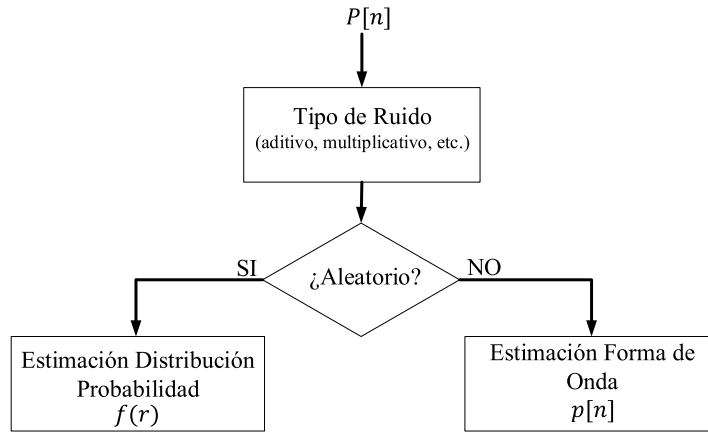 P[n]
Tipo de Ruido
(aditivo, multiplicativo, etc.)
SI
¿Aleatorio?
NO
Estimación Distribución
Probabilidad
f(r)
Estimación Forma de
Onda
p[n]